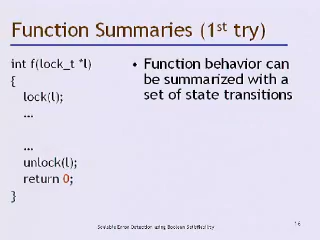 Function Summaries (1st try)
int f(lock_t *l)
{
lock(l);
...
...
unlock(l);
return 0;
}
• Function behavior can
be summarized with a
set of state transitions
Scalable Error Detection using Boolean Satisfiability
16